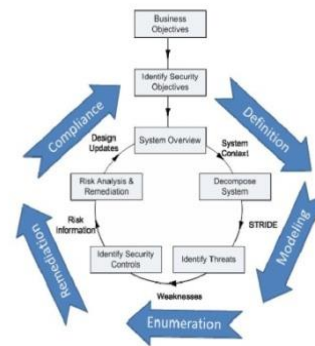 Business
Objectives
Identify Security
Objectives
Compliance
Definition
Design
Updates
System Overview
System
Context
Risk Analysis &
Remediation
Decompose
System
Modeling
Remediation
Risk
Information
STRIDE
Identify Security
Controls
Identify Threats
Weaknesses
Enumeration